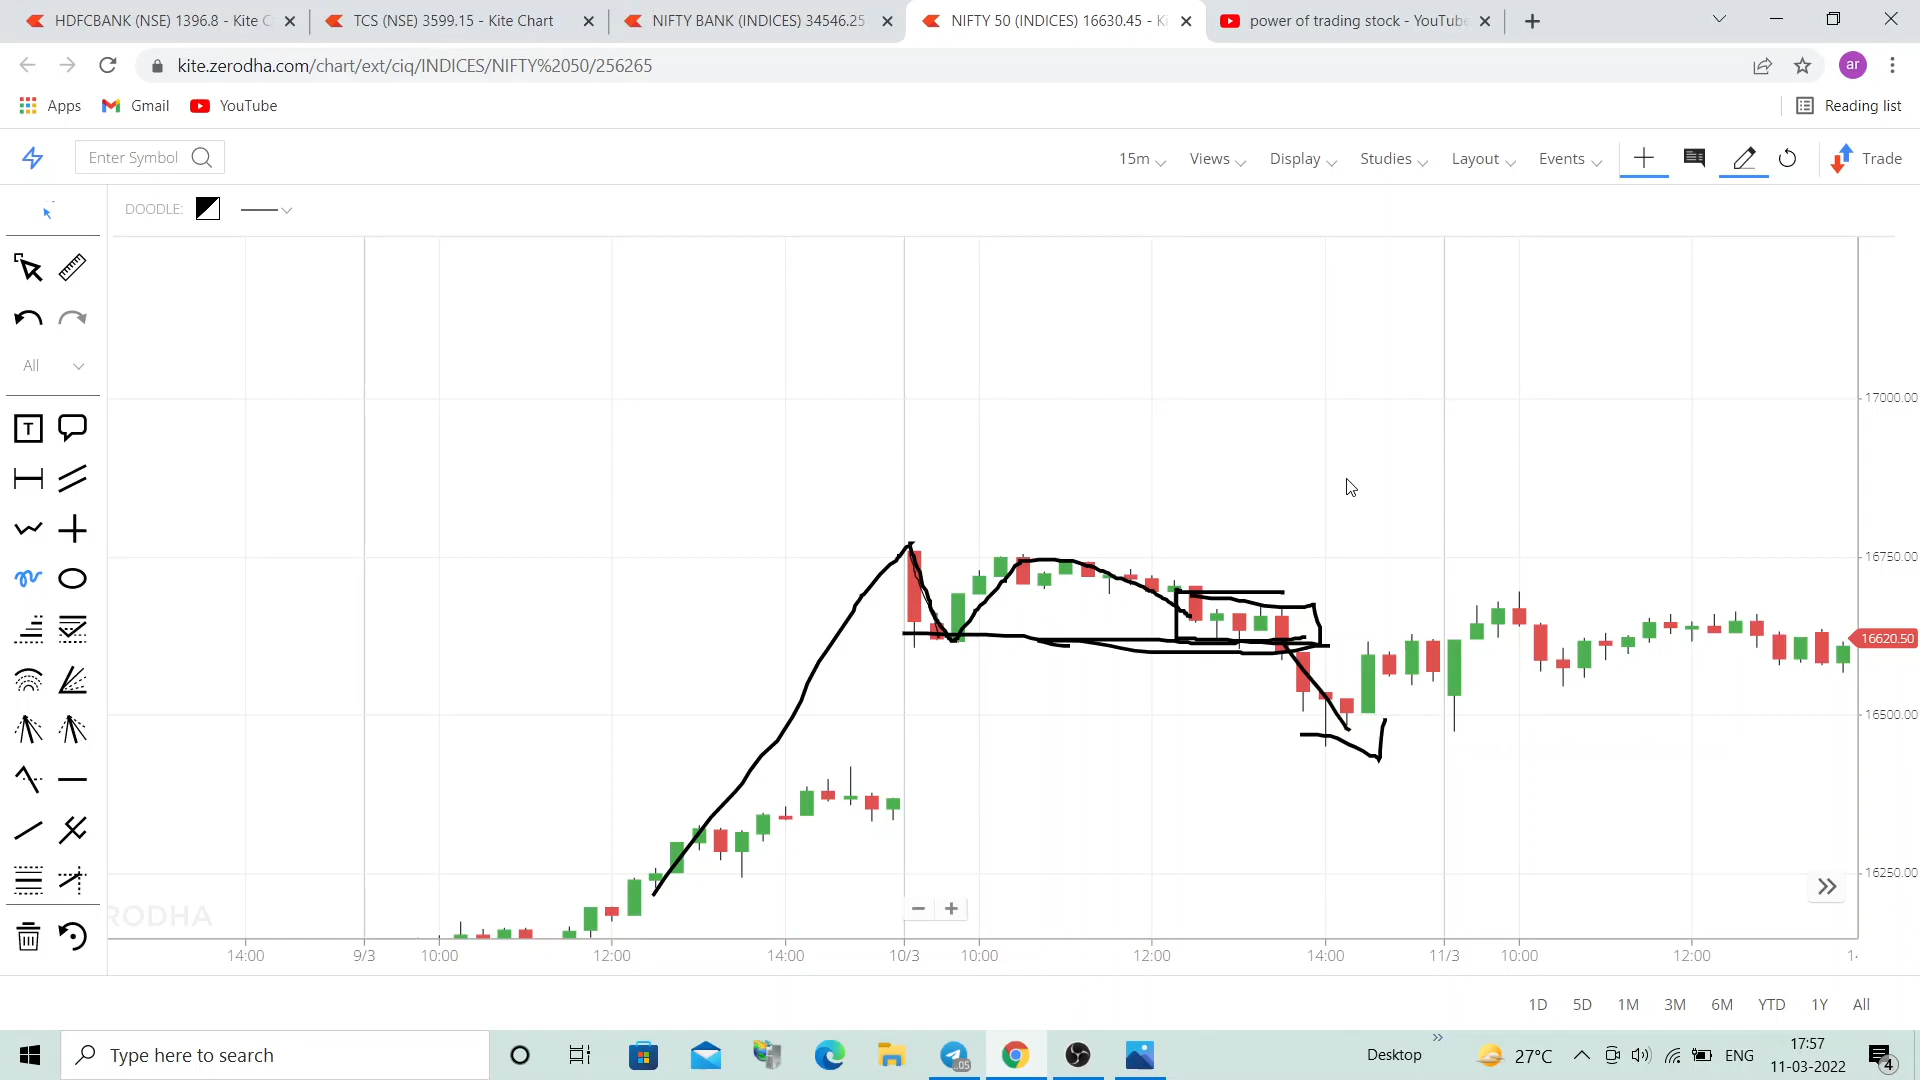 HDFCBANK (NSE) 1396.8 - Kite C
TCS (NSE) 3599.15 - Kite Chart
NIFTY BANK (INDICES) 34546.25
NIFTY 50 (INDICES) 16630.45 - Ki
power of trading stock - YouTube
kite.zerodha.com/chart/ext/ciq/INDICES/NIFTY%2050/256265
ar
Apps
Gmail
YouTube
Reading list
Enter Symbol
15m
Views
Display
Studies
Layout
Events
Trade
DOODLE:
All
T
17000.00
16750.00
16620.50
16500.00
16250.00
RODHA
14:00
9/3
10:00
12:00
14:00
10/3
10:00
12:00
14:00
11/3
10:00
12:00
1D
5D
1M
3M
6M
YTD
1Y
All
Type here to search
.05
Desktop
27°C
ENG
17:57
11-03-2022
4